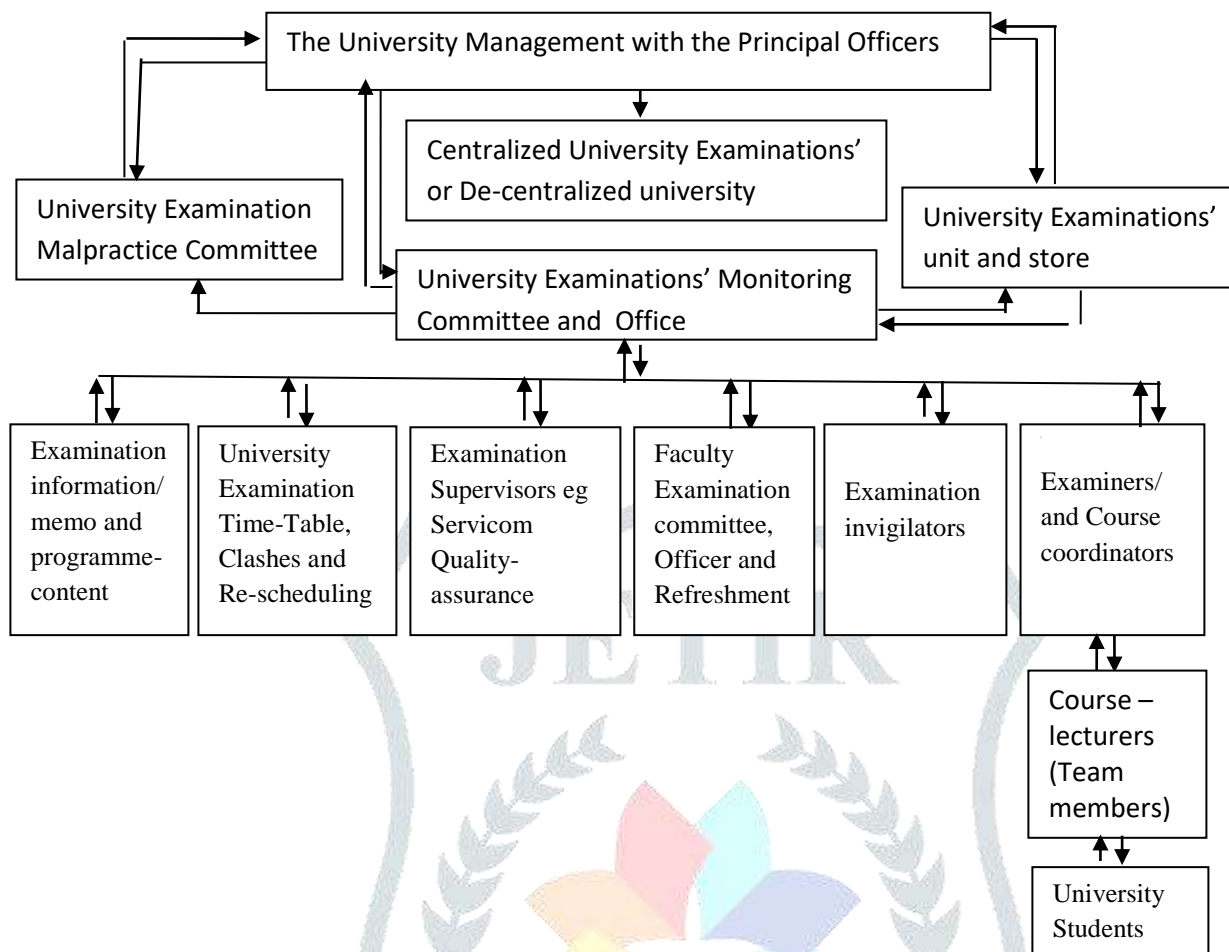 The University Management with the Principal Officers
Centralized University Examinations’
or De-centralized university
University Examination
Malpractice Committee
University Examinations’
unit and store
University Examinations’ Monitoring
Committee and Office
Examination
information/
memo and
programme-
content
University
Examination
Time-Table,
Clashes and
Re-scheduling
Examination
Supervisors eg
Servicom
Quality-
assurance
Faculty
Examination
committee,
Officer and
Refreshment
Examination
invigilators
Examiners/
and Course
coordinators
JETIR
Course –
lecturers
(Team
members)
University
Students